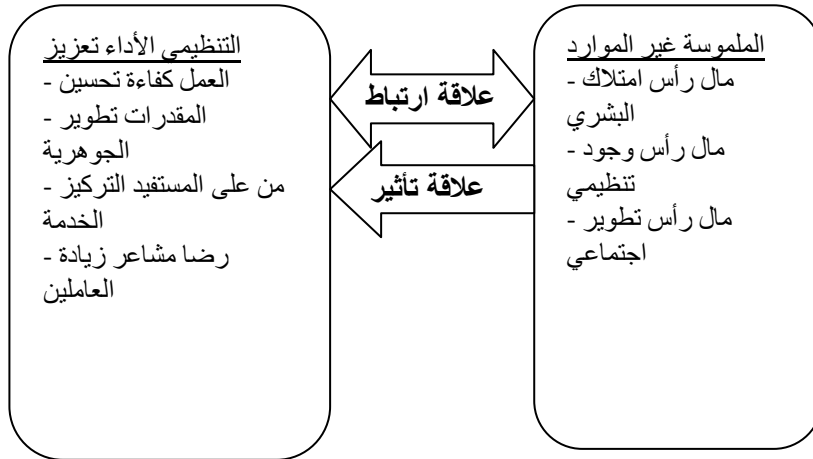 الملموسة غير الموارد
مال رأس امتلاك -
البشري
مال رأس وجود -
تنظيمي
مال رأس تطوير -
اجتماعي
علاقة ارتباط
علاقة تأثير
التنظيمي الأداء تعزيز
العمل كفاءة تحسين -
المقدرات تطوير -
الجوهرية
من على المستفيد التركيز -
الخدمة
رضا مشاعر زيادة -
العاملين